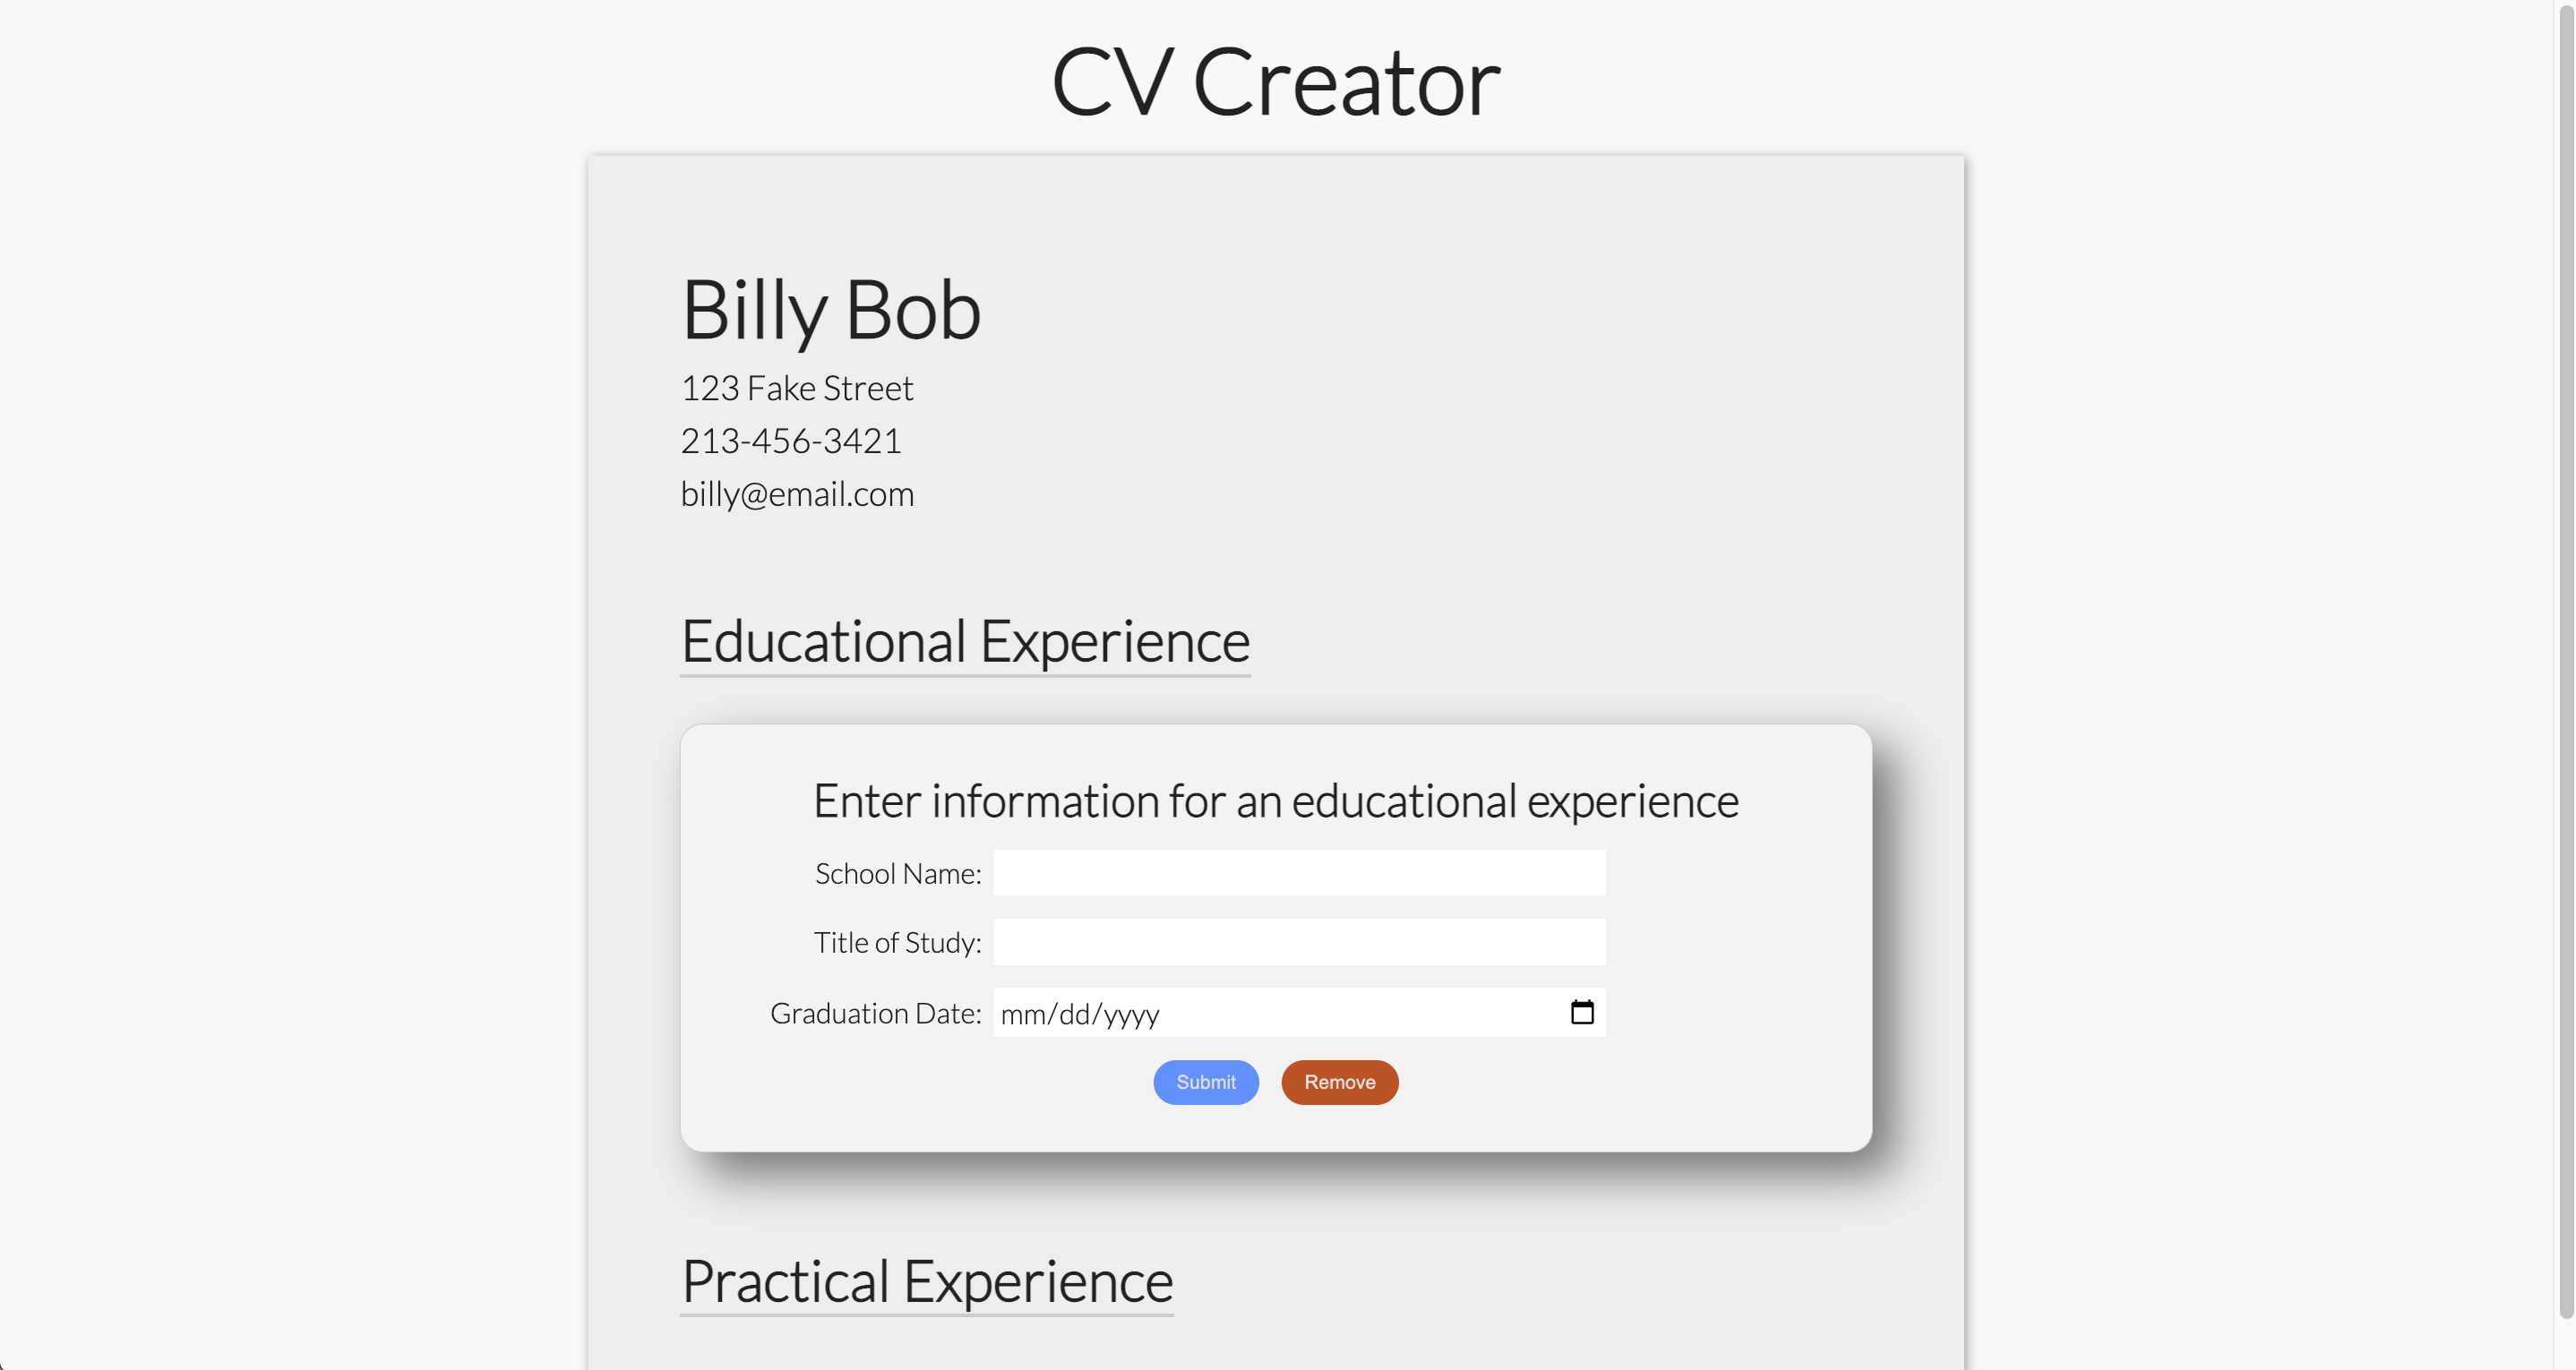 CV Creator
Billy Bob
123 Fake Street
213-456-3421
billy@email.com
Educational Experience
Enter information for an educational experience
School Name:
Title of Study:
Graduation Date: mm/dd/yyyy
Submit Remove
Practical Experience